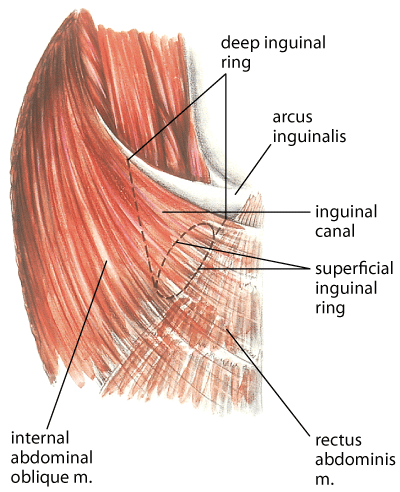 deep inguinal
ring
arcus
inguinalis
inguinal
canal
superficial
inguinal
ring
internal
abdominal
oblique m.
rectus
abdominis
m.